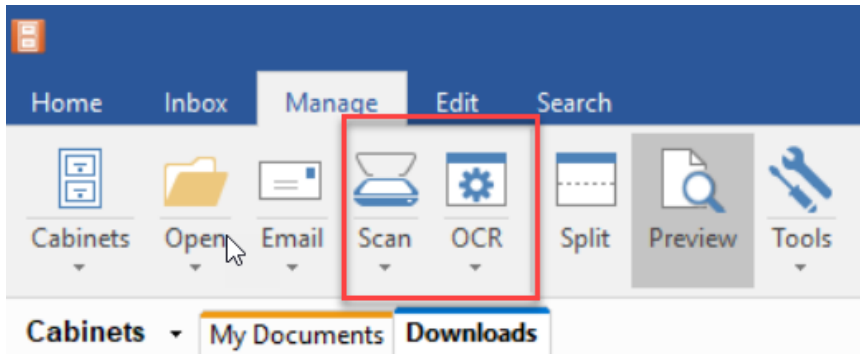 Home Inbox Manage Edit Search
Cabinets Open Email Scan OCR Split Preview Tools
Cabinets My Documents Downloads